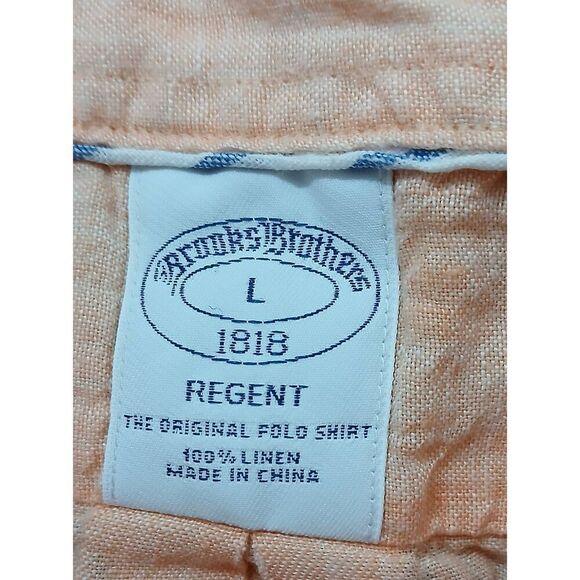 Brooks Brothers
L
1818
REGENT
THE ORIGINAL POLO SHIRT
100% LINEN
MADE IN CHINA